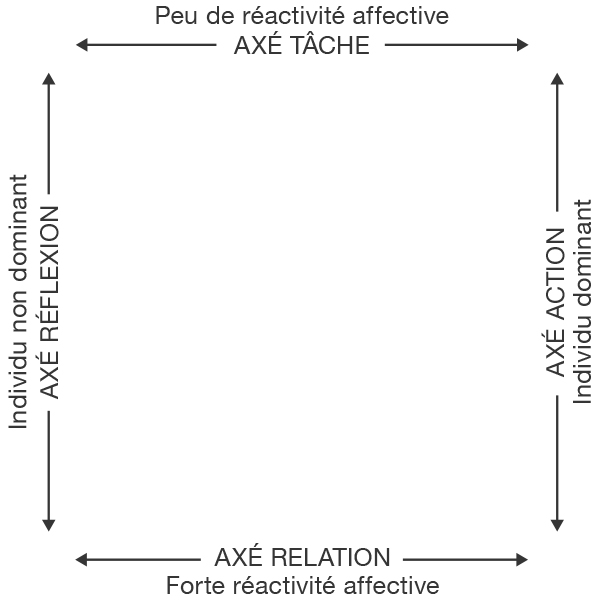 Peu de réactivité affective
AXÉ TÂCHE
Individu non dominant
AXÉ RÉFLEXION
AXÉ ACTION
Individu dominant
AXÉ RELATION
Forte réactivité affective